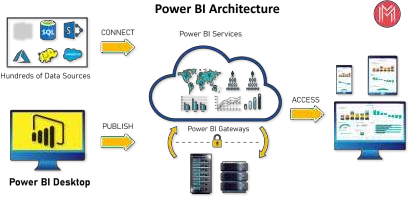 Power BI Architecture
CONNECT
Power BI Services
SQL
S
Hundreds of Data Sources
ACCESS
PUBLISH
Power BI Gateways
Power BI Desktop
M